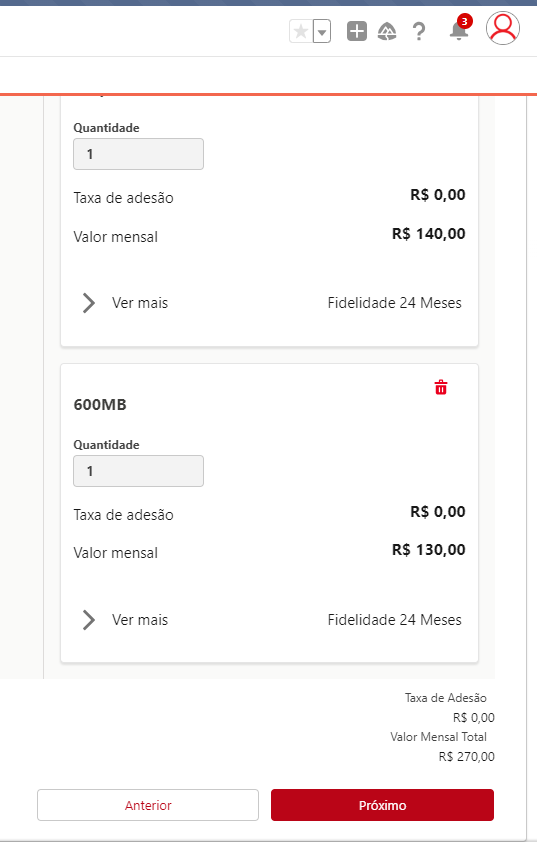 3
Quantidade
1
Taxa de adesão R$ 0,00
Valor mensal R$ 140,00
Ver mais Fidelidade 24 Meses
600MB
Quantidade
1
Taxa de adesão R$ 0,00
Valor mensal R$ 130,00
Ver mais Fidelidade 24 Meses
Taxa de Adesão
R$ 0,00
Valor Mensal Total
R$ 270,00
Anterior Próximo